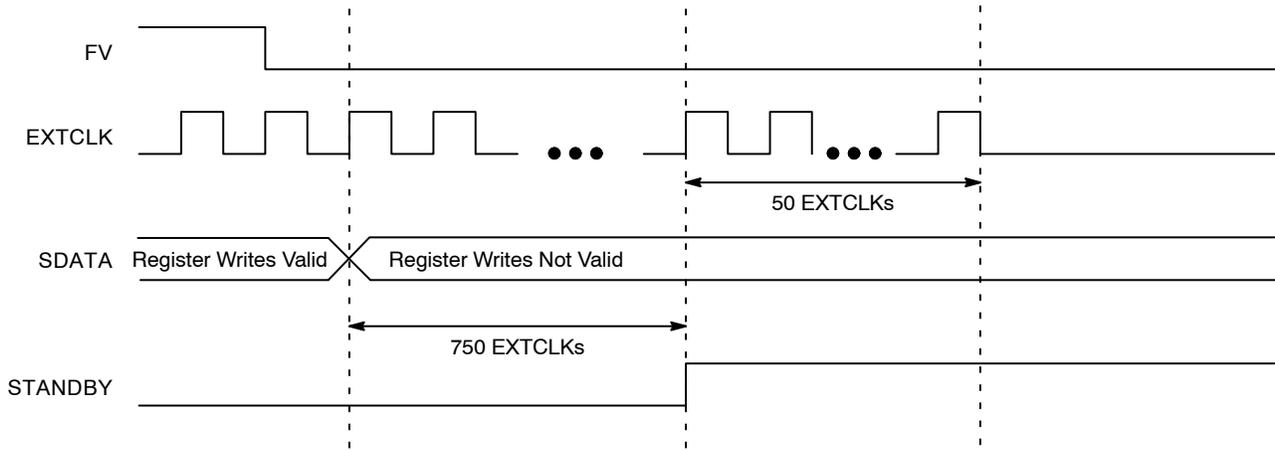 FV
EXTCLK
50 EXTCLKs
SDATA
Register Writes Valid
Register Writes Not Valid
750 EXTCLKs
STANDBY